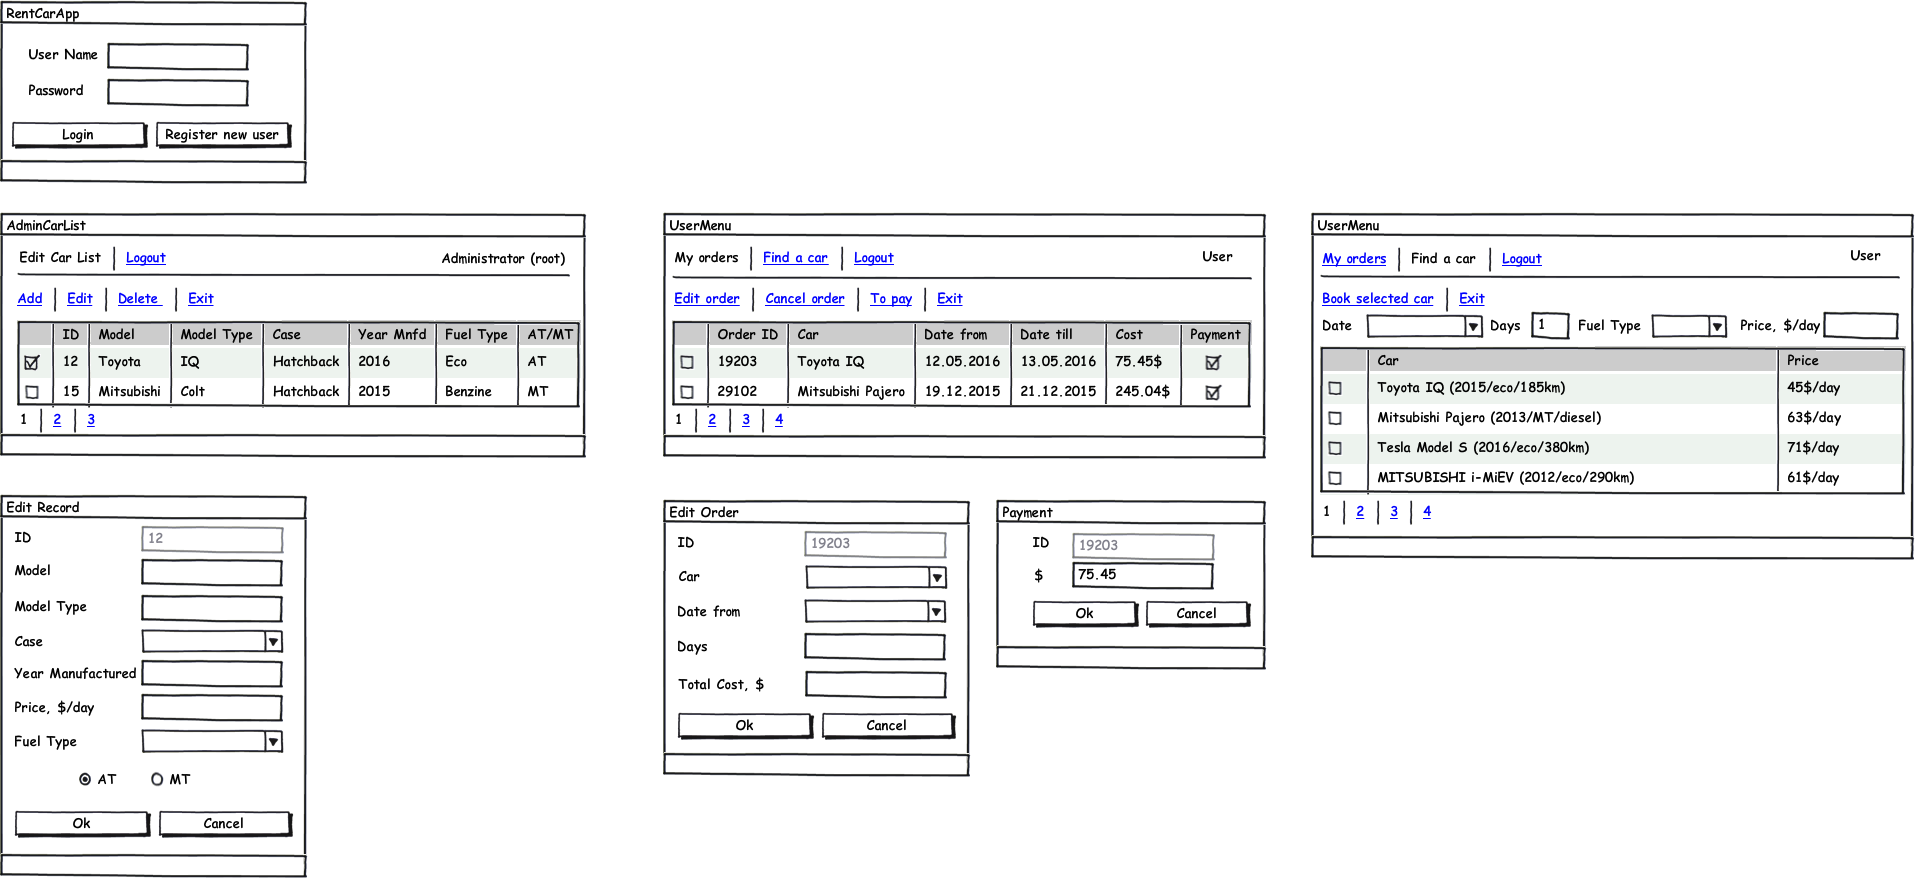 RentCarApp
User Name
Password
Login Register new user
AdminCarList
Edit Car List Logout Administrator (root)
Add Edit Delete Exit
ID Model Model Type Case Year Mnfd Fuel Type AT/MT
12 Toyota IQ Hatchback 2016 Eco AT
15 Mitsubishi Colt Hatchback 2015 Benzine MT
1 2 3
UserMenu
My orders Find a car Logout User
Edit order Cancel order To pay Exit
Order ID Car Date from Date till Cost Payment
19203 Toyota IQ 12.05.2016 13.05.2016 75.45$
29102 Mitsubishi Pajero 19.12.2015 21.12.2015 245.04$
1 2 3 4
UserMenu
My orders Find a car Logout User
Book selected car Exit
Date Days 1 Fuel Type Price, $/day
Car Price
Toyota IQ (2015/eco/185km) 45$/day
Mitsubishi Pajero (2013/MT/diesel) 63$/day
Tesla Model S (2016/eco/380km) 71$/day
MITSUBISHI i-MiEV (2012/eco/290km) 61$/day
1 2 3 4
Edit Record
ID 12
Model
Model Type
Case
Year Manufactured
Price, $/day
Fuel Type
AT MT
Ok Cancel
Edit Order
ID 19203
Car
Date from
Days
Total Cost, $
Ok Cancel
Payment
ID 19203
$ 75.45
Ok Cancel